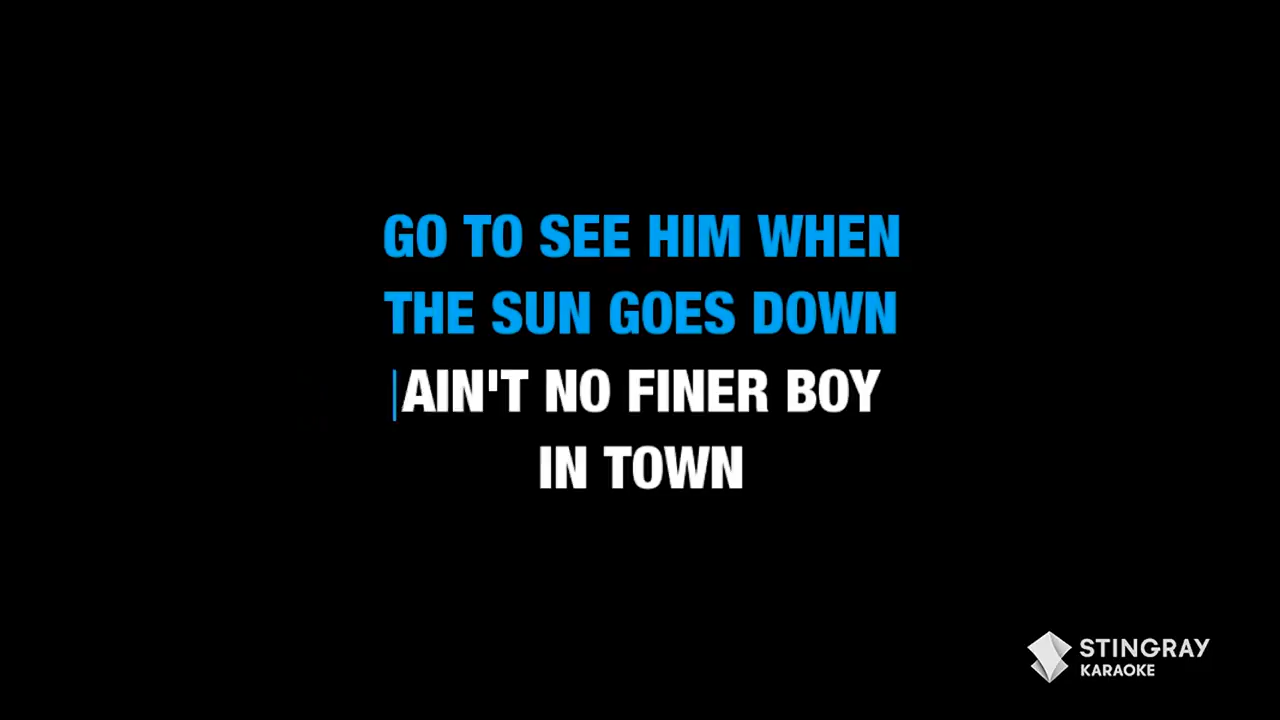 GO TO SEE HIM WHEN
THE SUN GOES DOWN
AIN'T NO FINER BOY
IN TOWN
STINGRAY
KARAOKE